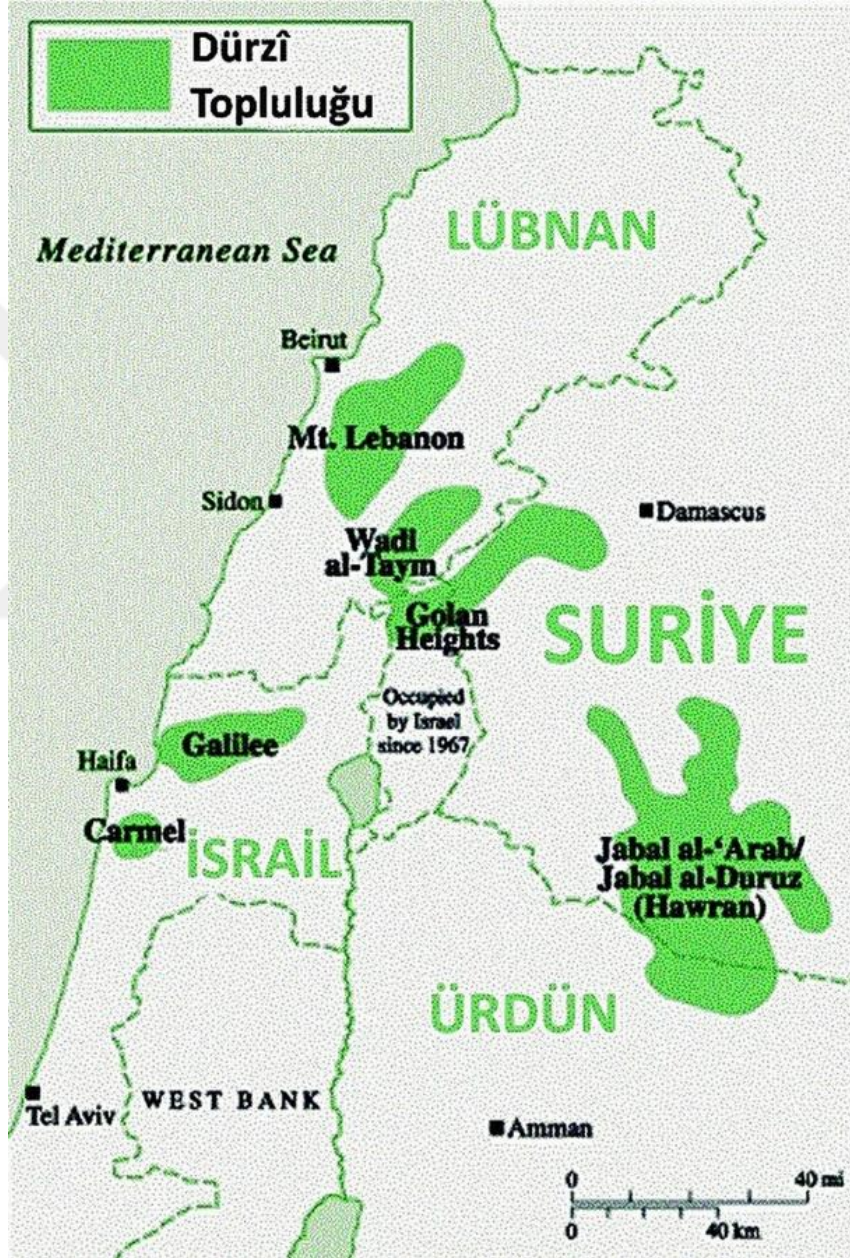 Dürzî
Topluluğu
LÜBNAN
Mediterranean Sea
Beirut
Mt. Lebanon
Sidon
Damascus
Wadi
al-Taym
Golan
Heights
SURİYE
Occupied
by Israel
since 1967
Galilee
Haifa
Carmel
İSRAİL
Jabal al-‘Arab/
Jabal al-Duruz
(Hawran)
ÜRDÜN
WEST BANK
Tel Aviv
Amman
0 40 mi
0 40 km